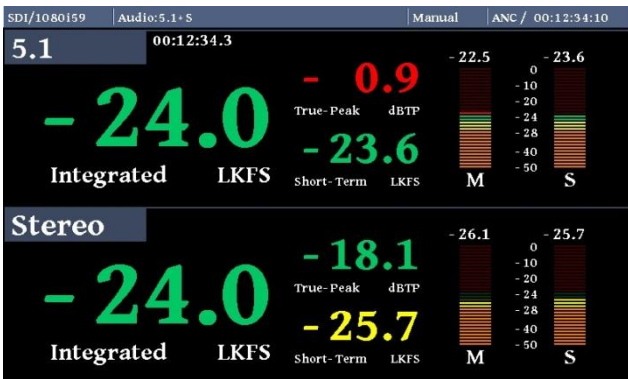 SDI/1080i59 Audio:5.1+S Manual ANC / 00:12:34:10
5.1 00:12:34.3
-24.0
Integrated LKFS
- 0.9
True-Peak dBTP
-23.6
Short-Term LKFS
-22.5 -23.6
0
-10
-20
-24
-28
-40
-50
M S
Stereo
-24.0
Integrated LKFS
-18.1
True-Peak dBTP
-25.7
Short-Term LKFS
-26.1 -25.7
0
-10
-20
-24
-28
-40
-50
M S